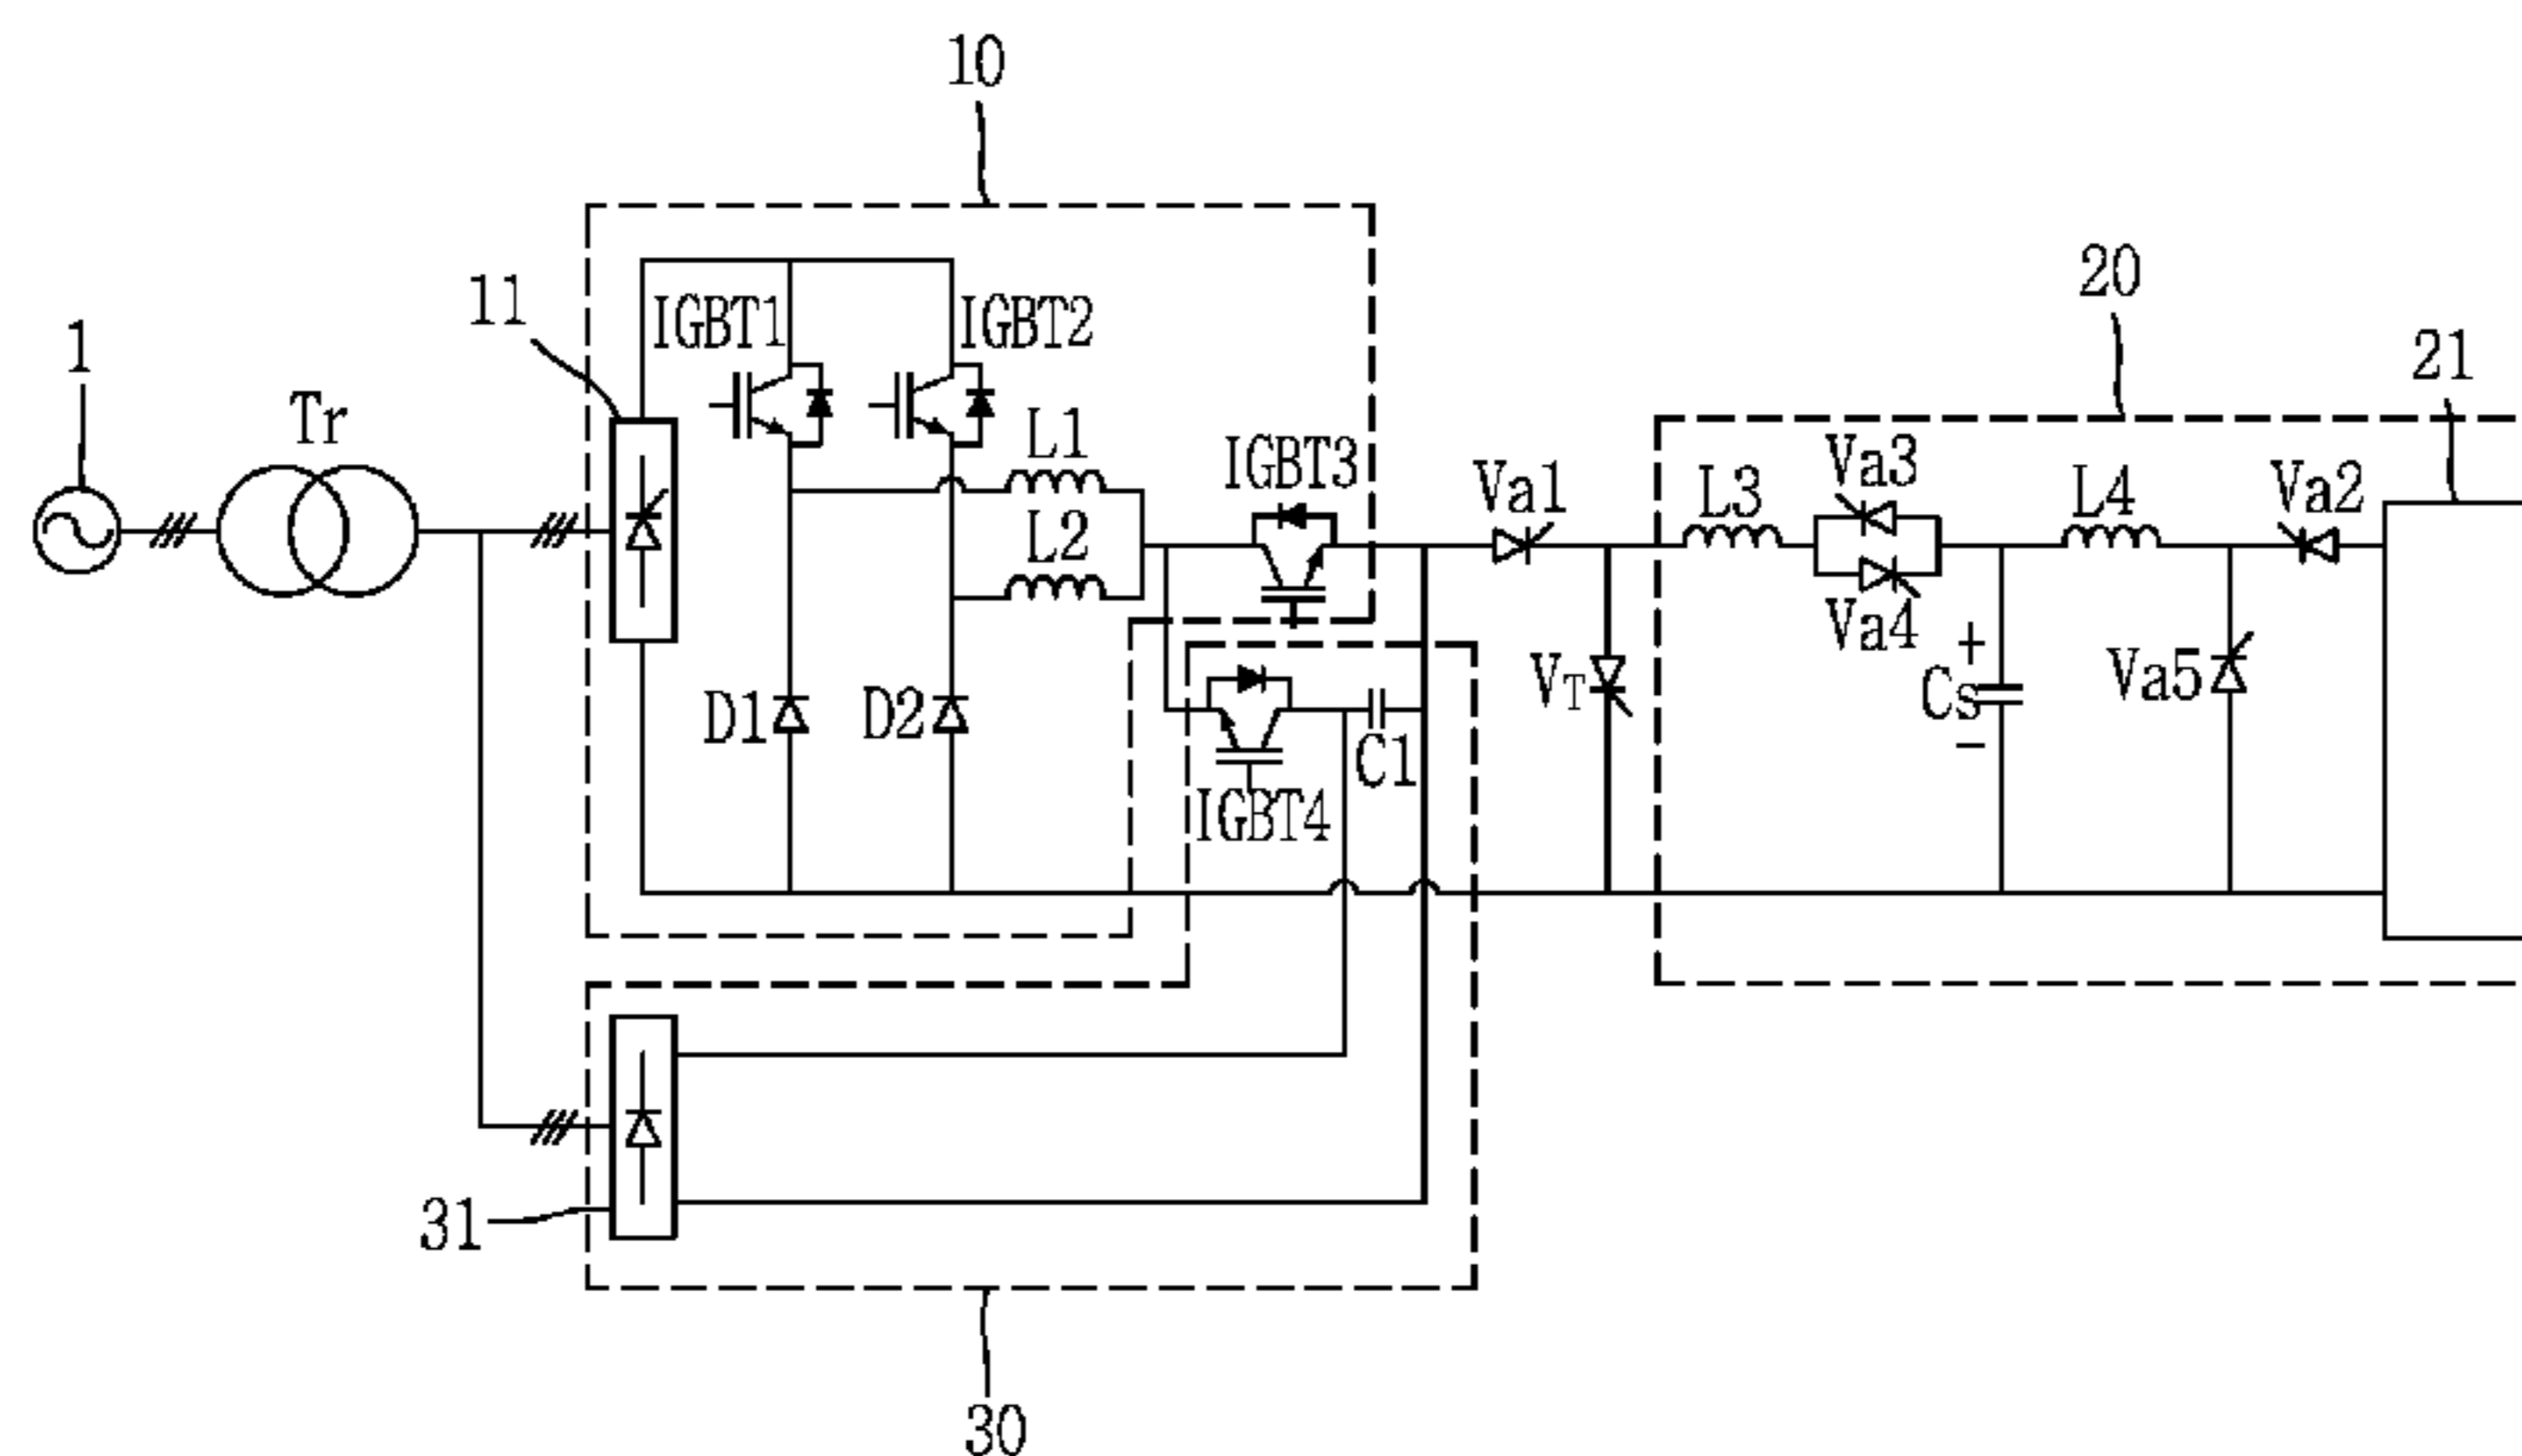 10
20
11
IGBT1
IGBT2
1
21
Tr
L1
IGBT3
Va1
L3
Va3
L4
Va2
L2
Va4
+
VT
Va5
Cs
D1
D2
−
C1
IGBT4
31
30